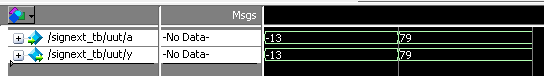 Msgs
/signext_tb/uut/a -No Data- -13 79
/signext_tb/uut/y -No Data- -13 79